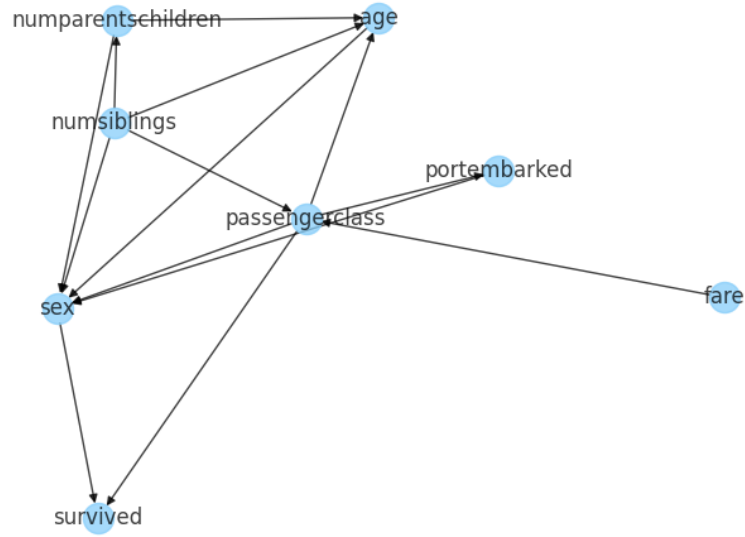 numparentschildren
age
numsiblings
portembarked
passengerclass
fare
sex
survived